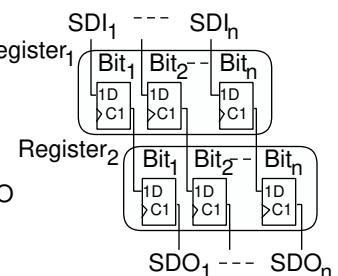 SDI1 --- SDIn
egister1
Bit1 Bit2-- Bitn
1D 1D 1D
C1 C1 C1
Register2
Bit1 Bit2-- Bitn
1D 1D 1D
C1 C1 C1
O
SDO1 --- SDOn